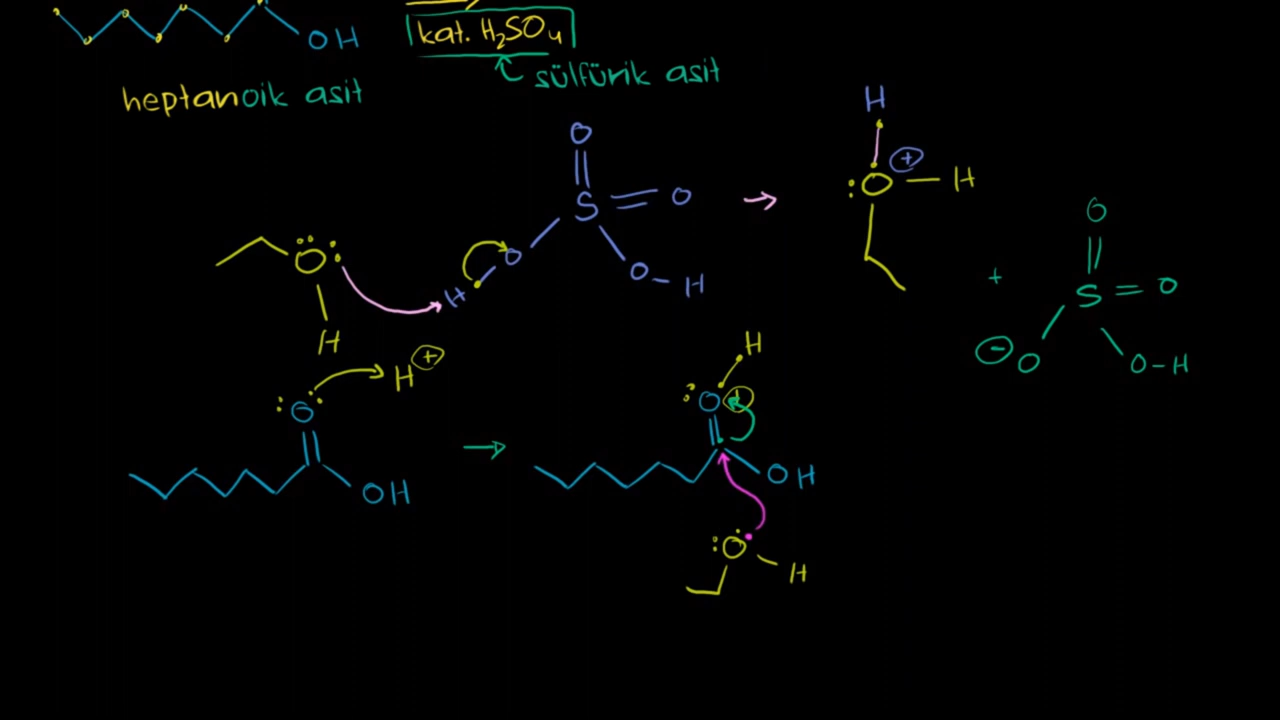 OH
kat. H₂SO₄
sülfürik asit
heptanoik asit
H
O
S O
O
H O H
O
H
O ⊕ H
+
O
S O
⊖ O O-H
H ⊕
O
OH
H
O ⊕
OH
O
H